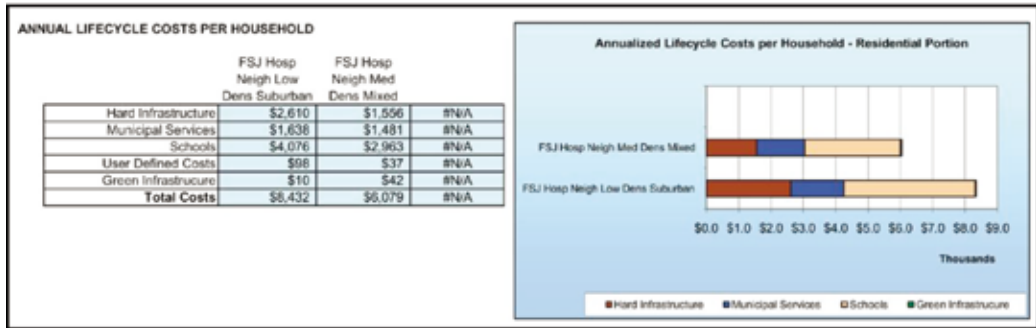 ANNUAL LIFECYCLE COSTS PER HOUSEHOLD
FSJ Hosp Neigh Low Dens Suburban FSJ Hosp Neigh Med Dens Mixed
Hard Infrastructure $2,610 $1,556 #N/A
Municipal Services $1,638 $1,481 #N/A
Schools $4,076 $2,963 #N/A
User Defined Costs $98 $37 #N/A
Green Infrastrucure $10 $42 #N/A
Total Costs $8,432 $6,079 #N/A
Annualized Lifecycle Costs per Household - Residential Portion
FSJ Hosp Neigh Med Dens Mixed
FSJ Hosp Neigh Low Dens Suburban
$0.0 $1.0 $2.0 $3.0 $4.0 $5.0 $6.0 $7.0 $8.0 $9.0
Thousands
Hard Infrastructure Municipal Services Schools Green Infrastrucure